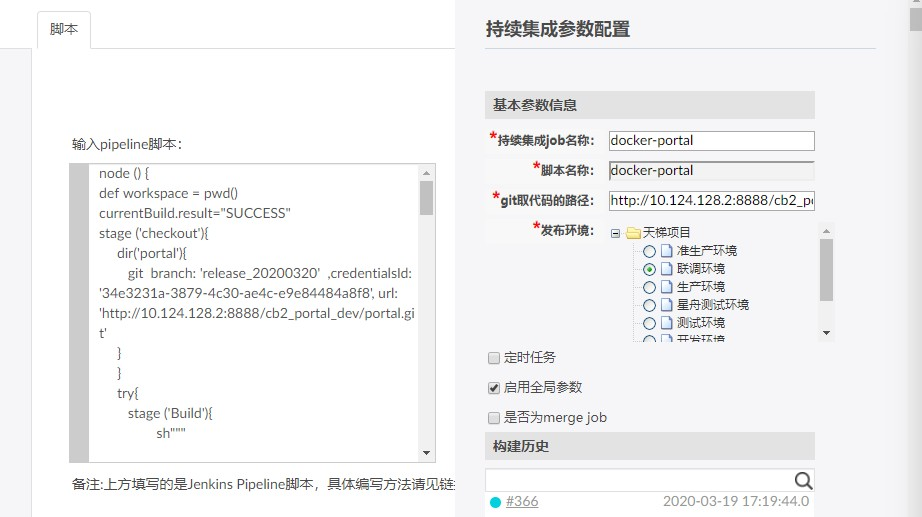 脚本
输入pipeline脚本：
node () {
def workspace = pwd()
currentBuild.result="SUCCESS"
stage ('checkout'){
dir('portal'){
git branch: 'release_20200320' ,credentialsId:
'34e3231a-3879-4c30-ae4c-e9e84484a8f8', url:
'http://10.124.128.2:8888/cb2_portal_dev/portal.gi
t'
}
}
try{
stage ('Build'){
sh"""
备注:上方填写的是Jenkins Pipeline脚本，具体编写方法请见链
持续集成参数配置
基本参数信息
*持续集成job名称： docker-portal
*脚本名称： docker-portal
*git取代码的路径： http://10.124.128.2:8888/cb2_p
*发布环境： 天梯项目
准生产环境
联调环境
生产环境
星舟测试环境
测试环境
开发环境
定时任务
启用全局参数
是否为merge job
构建历史
#366 2020-03-19 17:19:44.0